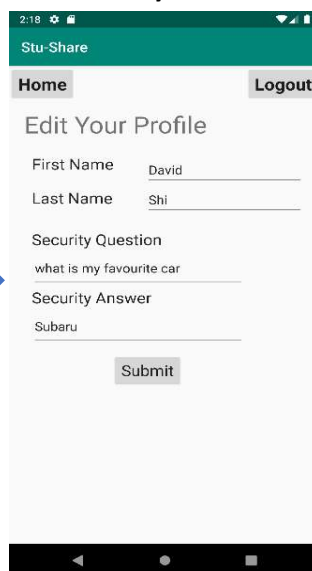 2:18
Stu-Share
Home Logout
Edit Your Profile
First Name David
Last Name Shi
Security Question
what is my favourite car
Security Answer
Subaru
Submit